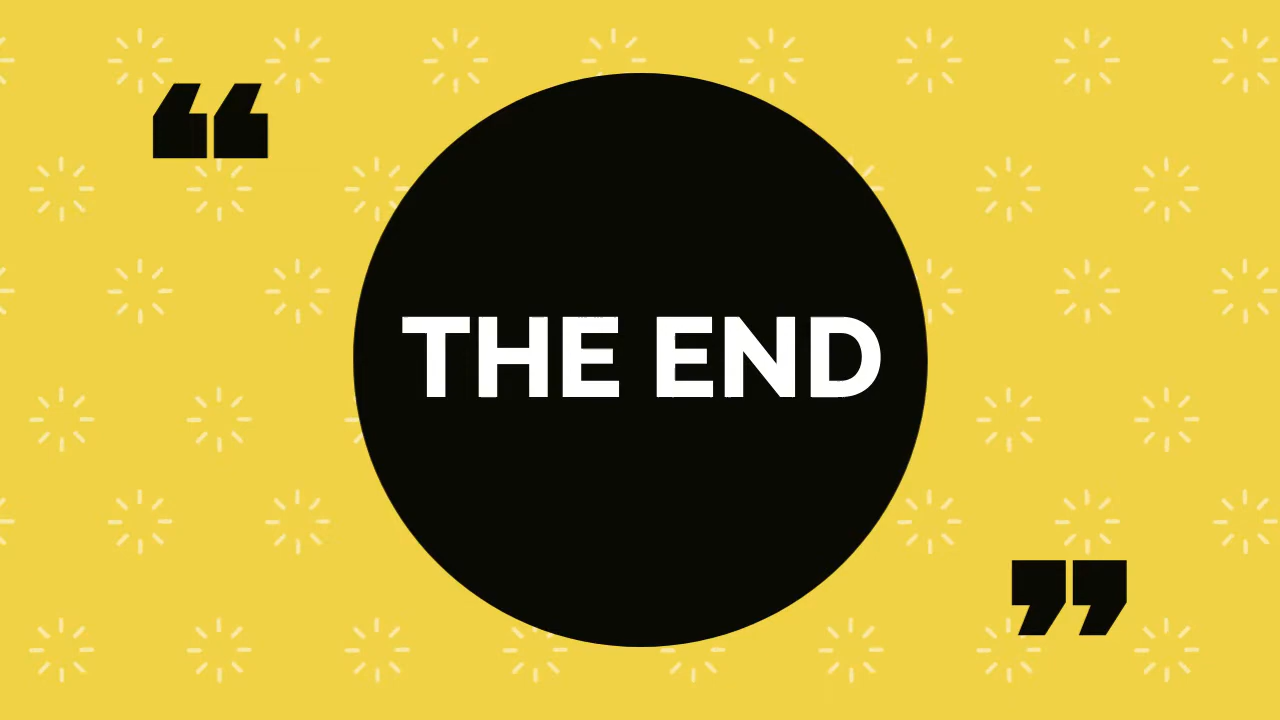 “
THE END
”